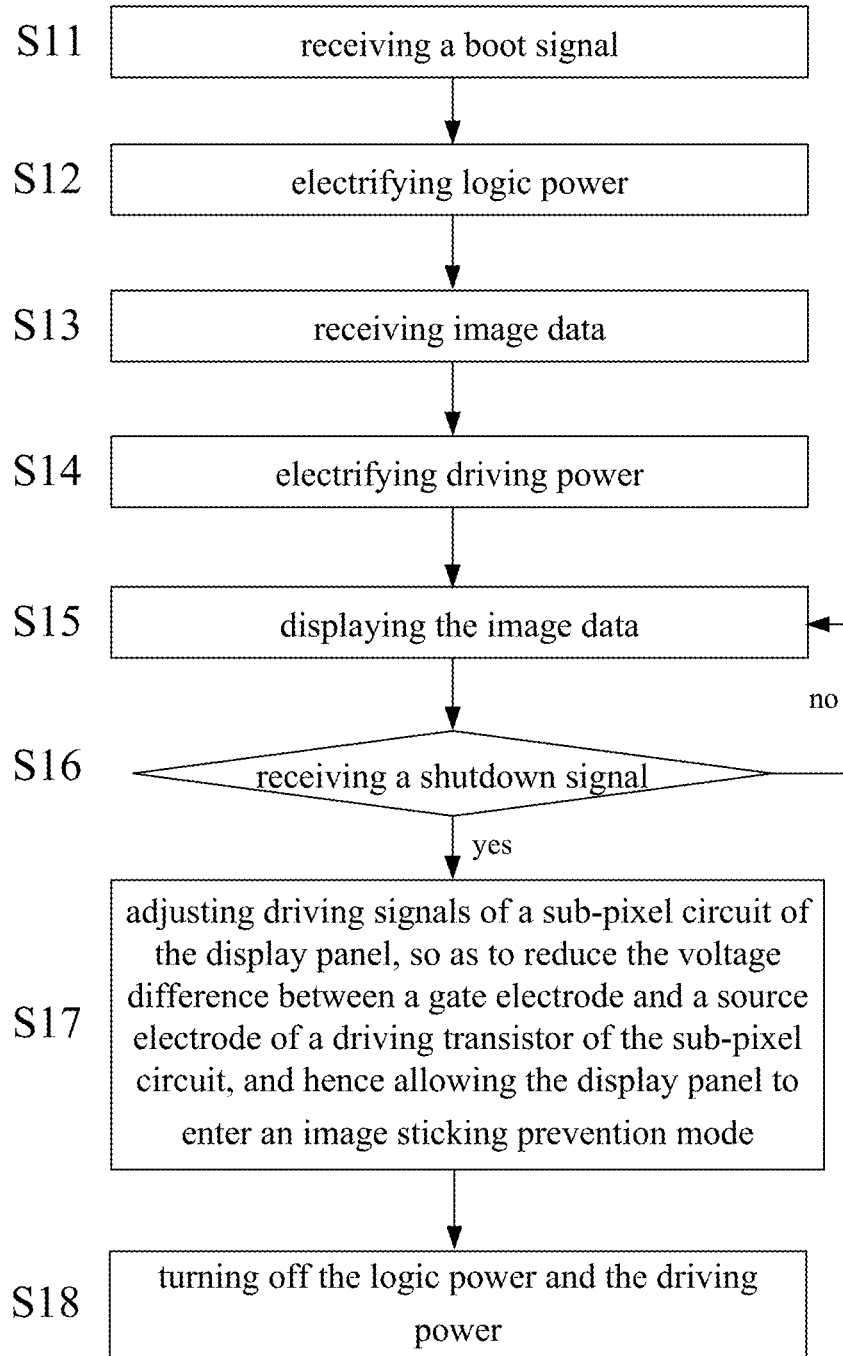 S11
receiving a boot signal
S12
electrifying logic power
S13
receiving image data
S14
electrifying driving power
S15
displaying the image data
no
S16
receiving a shutdown signal
yes
S17
adjusting driving signals of a sub-pixel circuit of
the display panel, so as to reduce the voltage
difference between a gate electrode and a source
electrode of a driving transistor of the sub-pixel
circuit, and hence allowing the display panel to
enter an image sticking prevention mode
S18
turning off the logic power and the driving
power